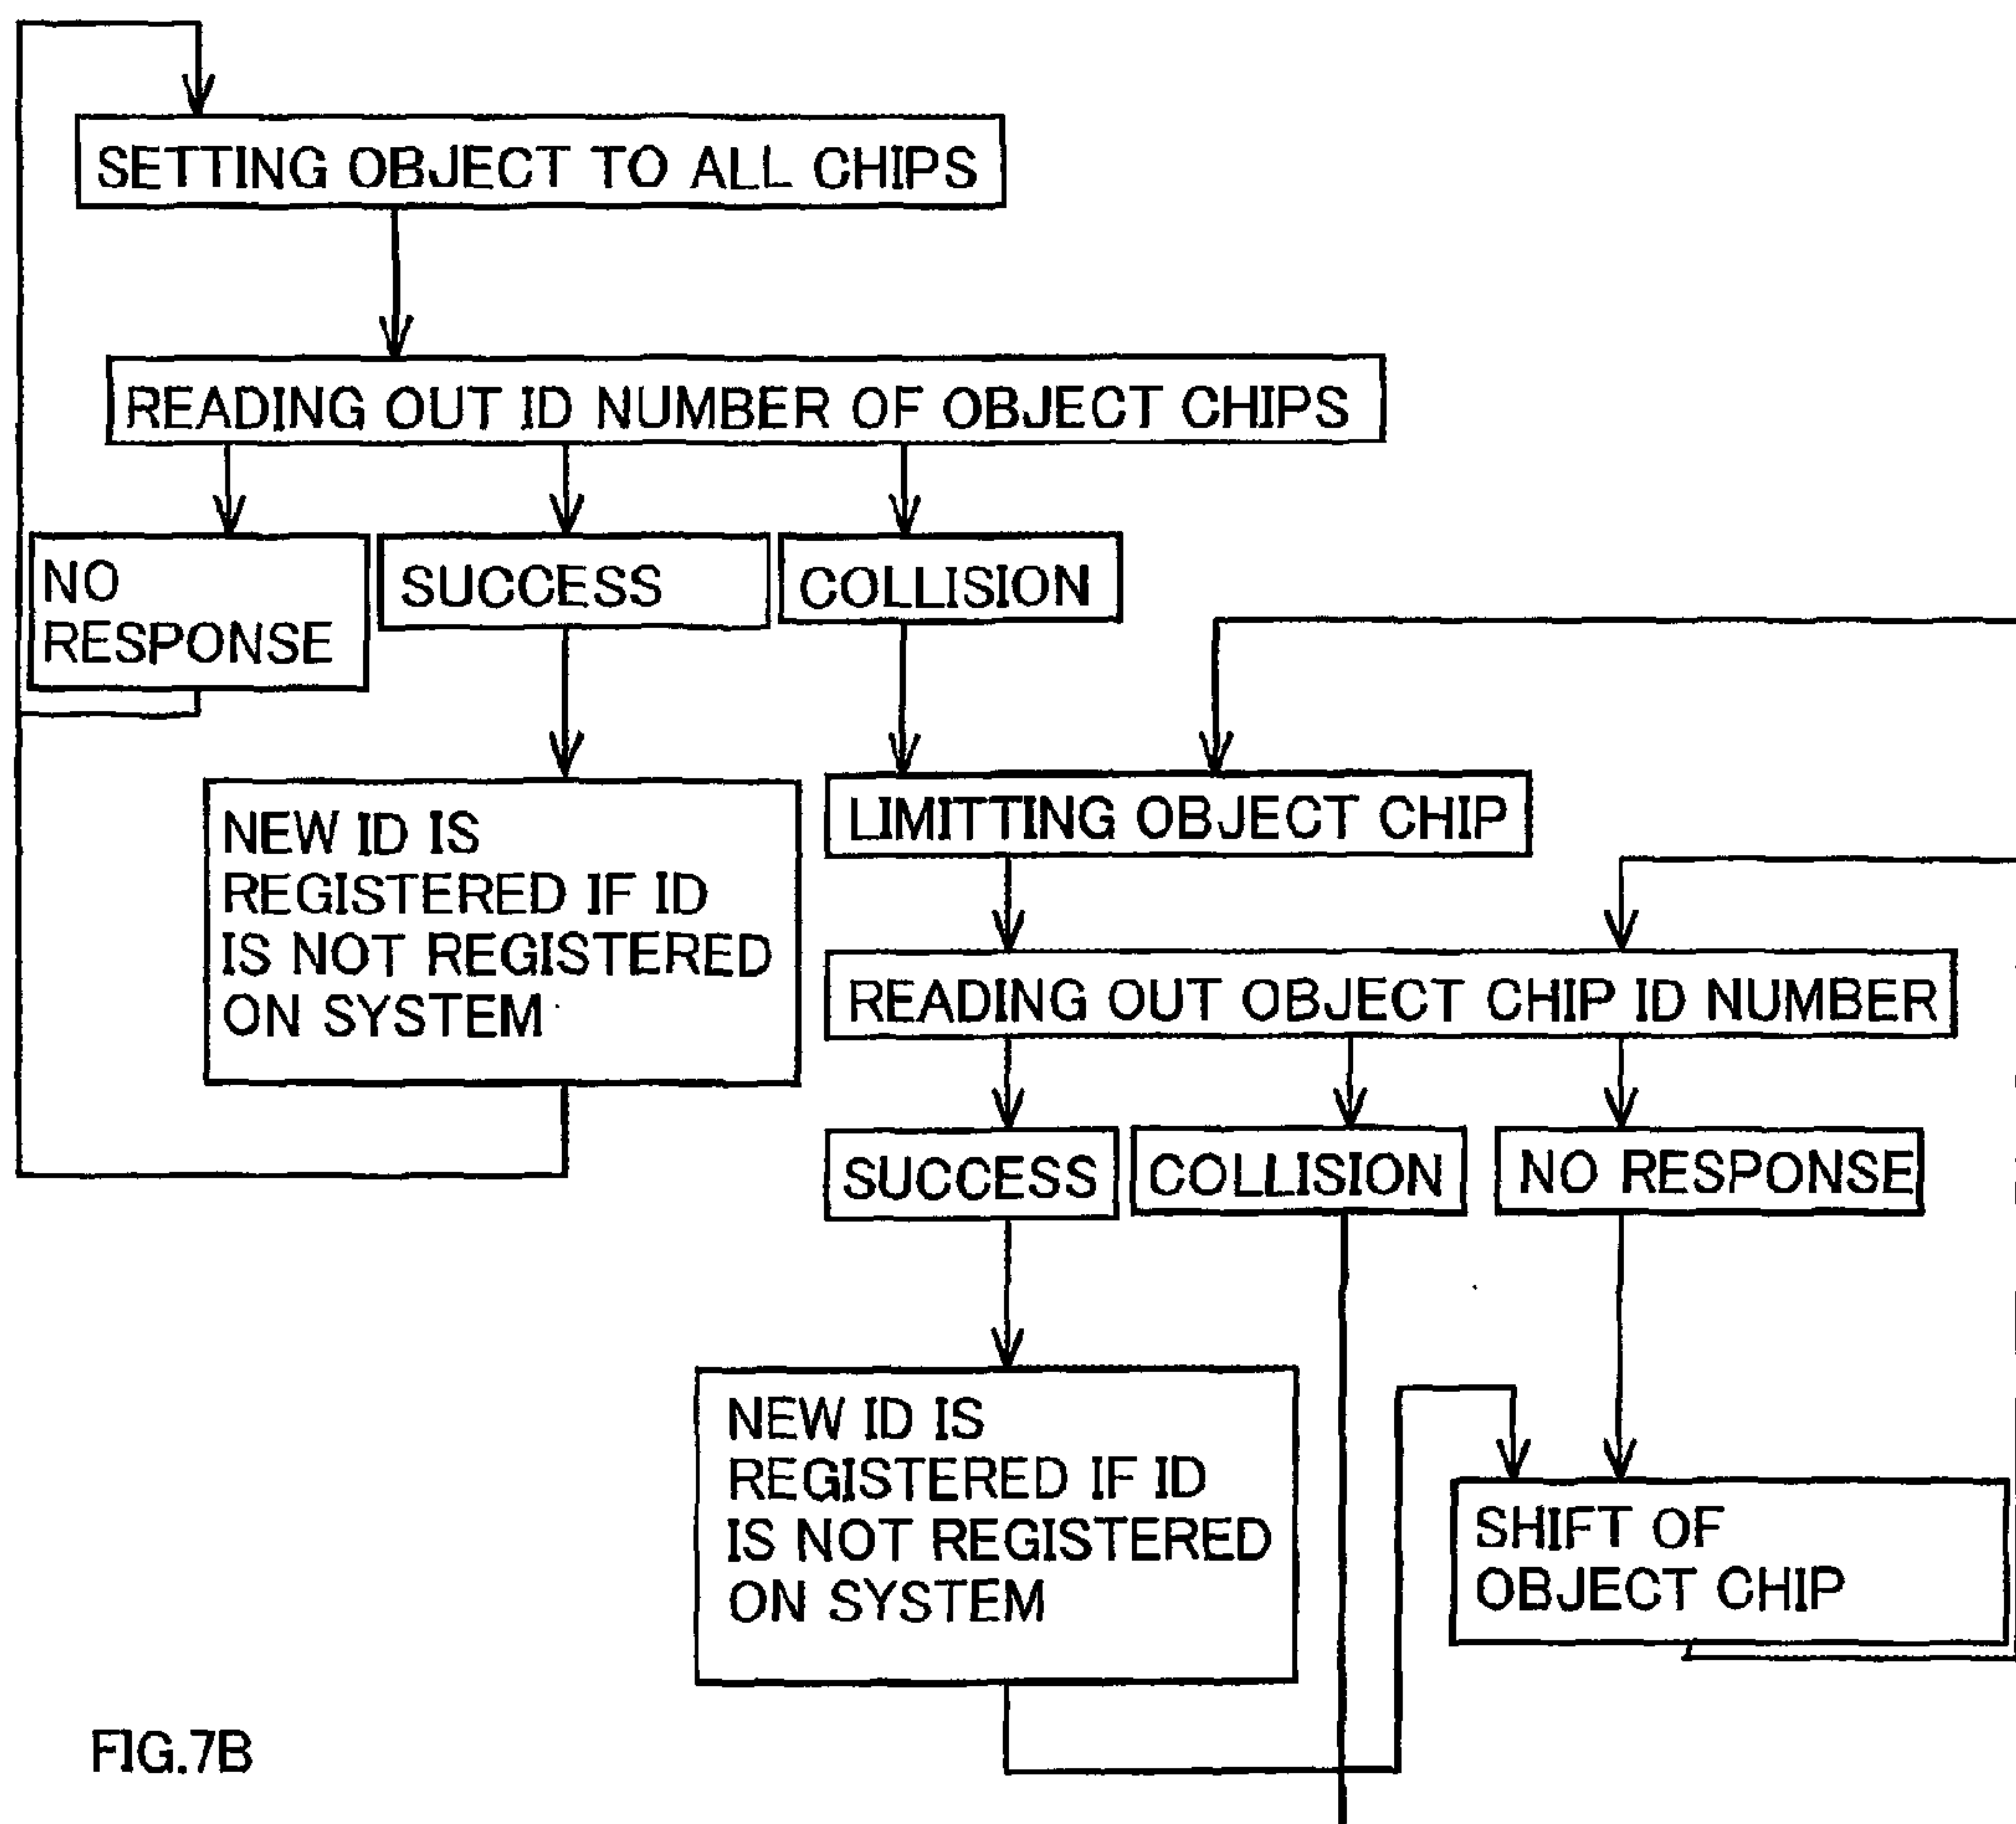 SETTING OBJECT TO ALL CHIPS
READING OUT ID NUMBER OF OBJECT CHIPS
NO
RESPONSE
SUCCESS
COLLISION
NEW ID IS
REGISTERED IF ID
IS NOT REGISTERED
ON SYSTEM
LIMITTING OBJECT CHIP
READING OUT OBJECT CHIP ID NUMBER
SUCCESS
COLLISION
NO RESPONSE
NEW ID IS
REGISTERED IF ID
IS NOT REGISTERED
ON SYSTEM
SHIFT OF
OBJECT CHIP
FIG.7B